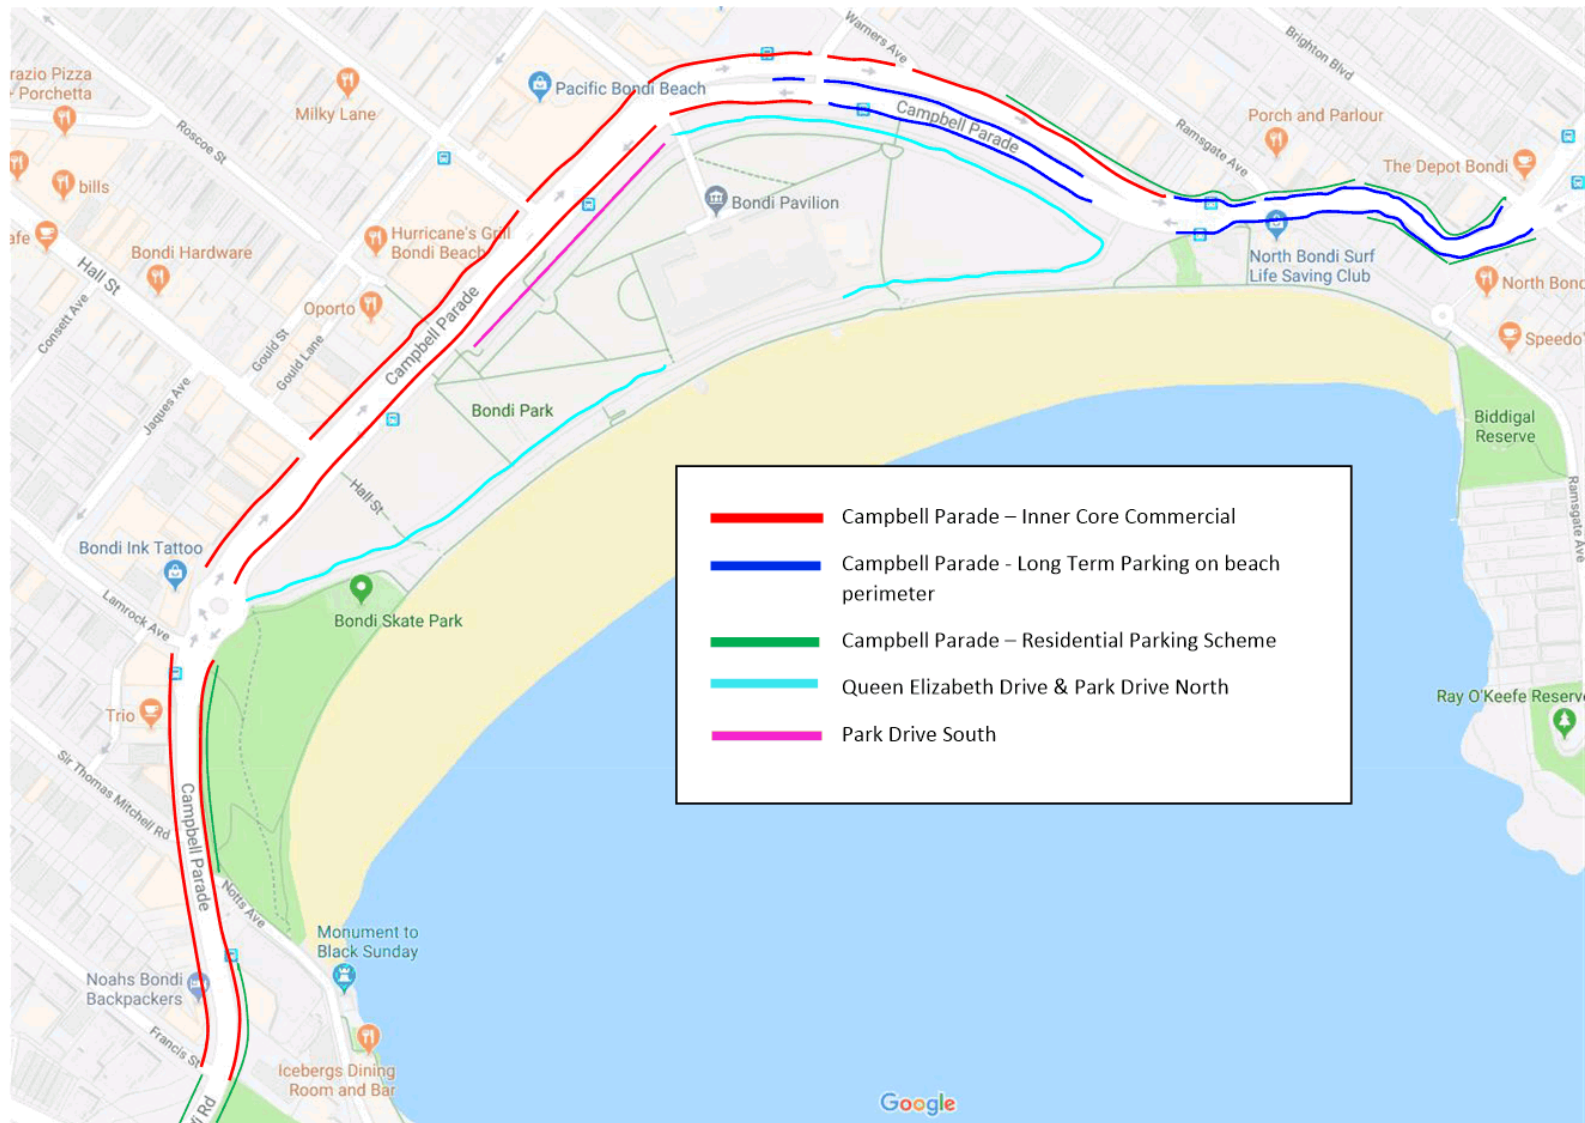 Warners Ave
Brighton Blvd
razio Pizza
Porchetta
Pacific Bondi Beach
Milky Lane
Campbell Parade
Porch and Parlour
Roscoe St
Ramsgate Ave
The Depot Bondi
bills
Bondi Pavilion
afe
Hurricane's Grill
Bondi Beach
Bondi Hardware
North Bondi Surf
Life Saving Club
Hall St
North Bond
Consett Ave
Oporto
Campbell Parade
Gould St
Gould Lane
Speedo'
Jaques Ave
Bondi Park
Biddigal
Reserve
Hall St
Ramsgate Ave
Bondi Ink Tattoo
Lamrock Ave
Bondi Skate Park
Campbell Parade – Inner Core Commercial
Campbell Parade - Long Term Parking on beach
perimeter
Campbell Parade – Residential Parking Scheme
Queen Elizabeth Drive & Park Drive North
Park Drive South
Ray O'Keefe Reserve
Trio
Sir Thomas Mitchell Rd
Campbell Parade
Notts Ave
Monument to
Black Sunday
Noahs Bondi
Backpackers
Francis St
Icebergs Dining
Room and Bar
di Rd
Google